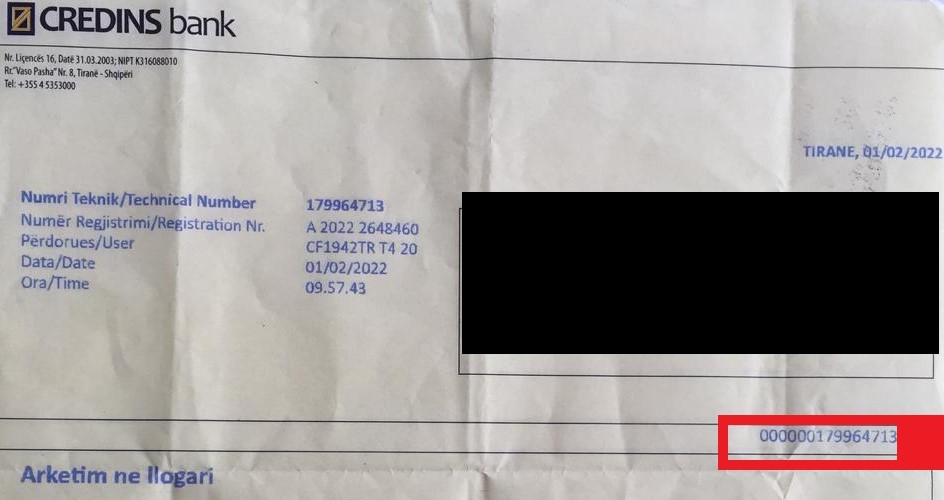 CREDINS bank
Nr. Liçencës 16, Datë 31.03.2003; NIPT K316088010
Rr."Vaso Pasha" Nr. 8, Tiranë - Shqipëri
Tel: +355 4 5353000
TIRANE, 01/02/2022
Numri Teknik/Technical Number 179964713
Numër Regjistrimi/Registration Nr. A 2022 2648460
Përdorues/User CF1942TR T4 20
Data/Date 01/02/2022
Ora/Time 09.57.43
000000179964713
Arketim ne llogari